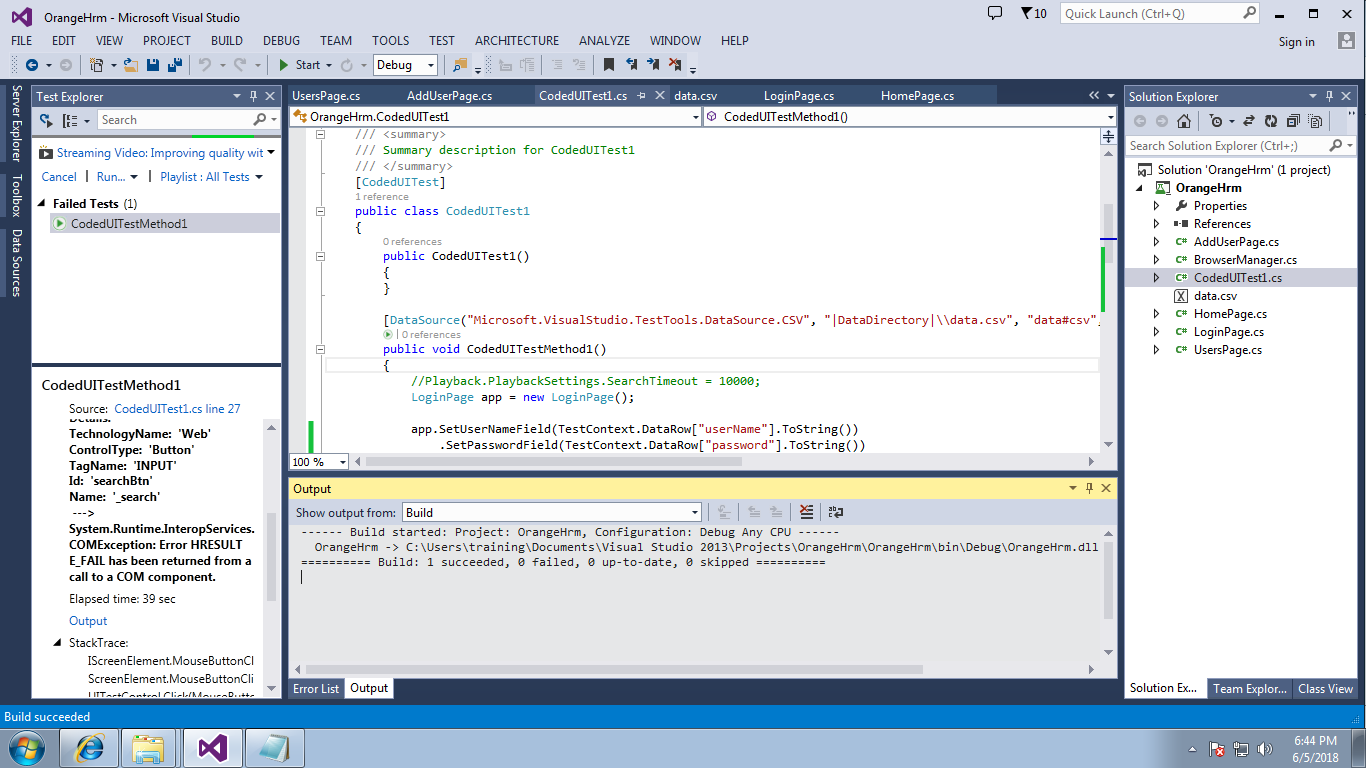 OrangeHrm - Microsoft Visual Studio
10
Quick Launch (Ctrl+Q)
FILE EDIT VIEW PROJECT BUILD DEBUG TEAM TOOLS TEST ARCHITECTURE ANALYZE WINDOW HELP
Sign in
Start
Debug
Server Explorer
Toolbox
Data Sources
Test Explorer
Search
Streaming Video: Improving quality wit
Cancel | Run... | Playlist : All Tests
Failed Tests (1)
CodedUITestMethod1
CodedUITestMethod1
Source: CodedUITest1.cs line 27
Details:
TechnologyName: 'Web'
ControlType: 'Button'
TagName: 'INPUT'
Id: 'searchBtn'
Name: '_search'
--->
System.Runtime.InteropServices.
COMException: Error HRESULT
E_FAIL has been returned from a
call to a COM component.
Elapsed time: 39 sec
Output
StackTrace:
IScreenElement.MouseButtonCl
ScreenElement.MouseButtonCli
UITestControl.Click(MouseButto
UsersPage.cs AddUserPage.cs CodedUITest1.cs data.csv LoginPage.cs HomePage.cs
OrangeHrm.CodedUITest1
CodedUITestMethod1()
/// <summary>
/// Summary description for CodedUITest1
/// </summary>
[CodedUITest]
1 reference
public class CodedUITest1
{
0 references
public CodedUITest1()
{
}
[DataSource("Microsoft.VisualStudio.TestTools.DataSource.CSV", "|DataDirectory|\\data.csv", "data#csv",
| 0 references
public void CodedUITestMethod1()
{
//Playback.PlaybackSettings.SearchTimeout = 10000;
LoginPage app = new LoginPage();
app.SetUserNameField(TestContext.DataRow["userName"].ToString())
.SetPasswordField(TestContext.DataRow["password"].ToString())
100 %
Output
Show output from: Build
------ Build started: Project: OrangeHrm, Configuration: Debug Any CPU ------
OrangeHrm -> C:\Users\training\Documents\Visual Studio 2013\Projects\OrangeHrm\OrangeHrm\bin\Debug\OrangeHrm.dll
========== Build: 1 succeeded, 0 failed, 0 up-to-date, 0 skipped ==========
Error List Output
Solution Explorer
Search Solution Explorer (Ctrl+;)
Solution 'OrangeHrm' (1 project)
OrangeHrm
Properties
References
C# AddUserPage.cs
C# BrowserManager.cs
C# CodedUITest1.cs
data.csv
C# HomePage.cs
C# LoginPage.cs
C# UsersPage.cs
Solution Ex... Team Explor... Class View
Build succeeded
6:44 PM
6/5/2018